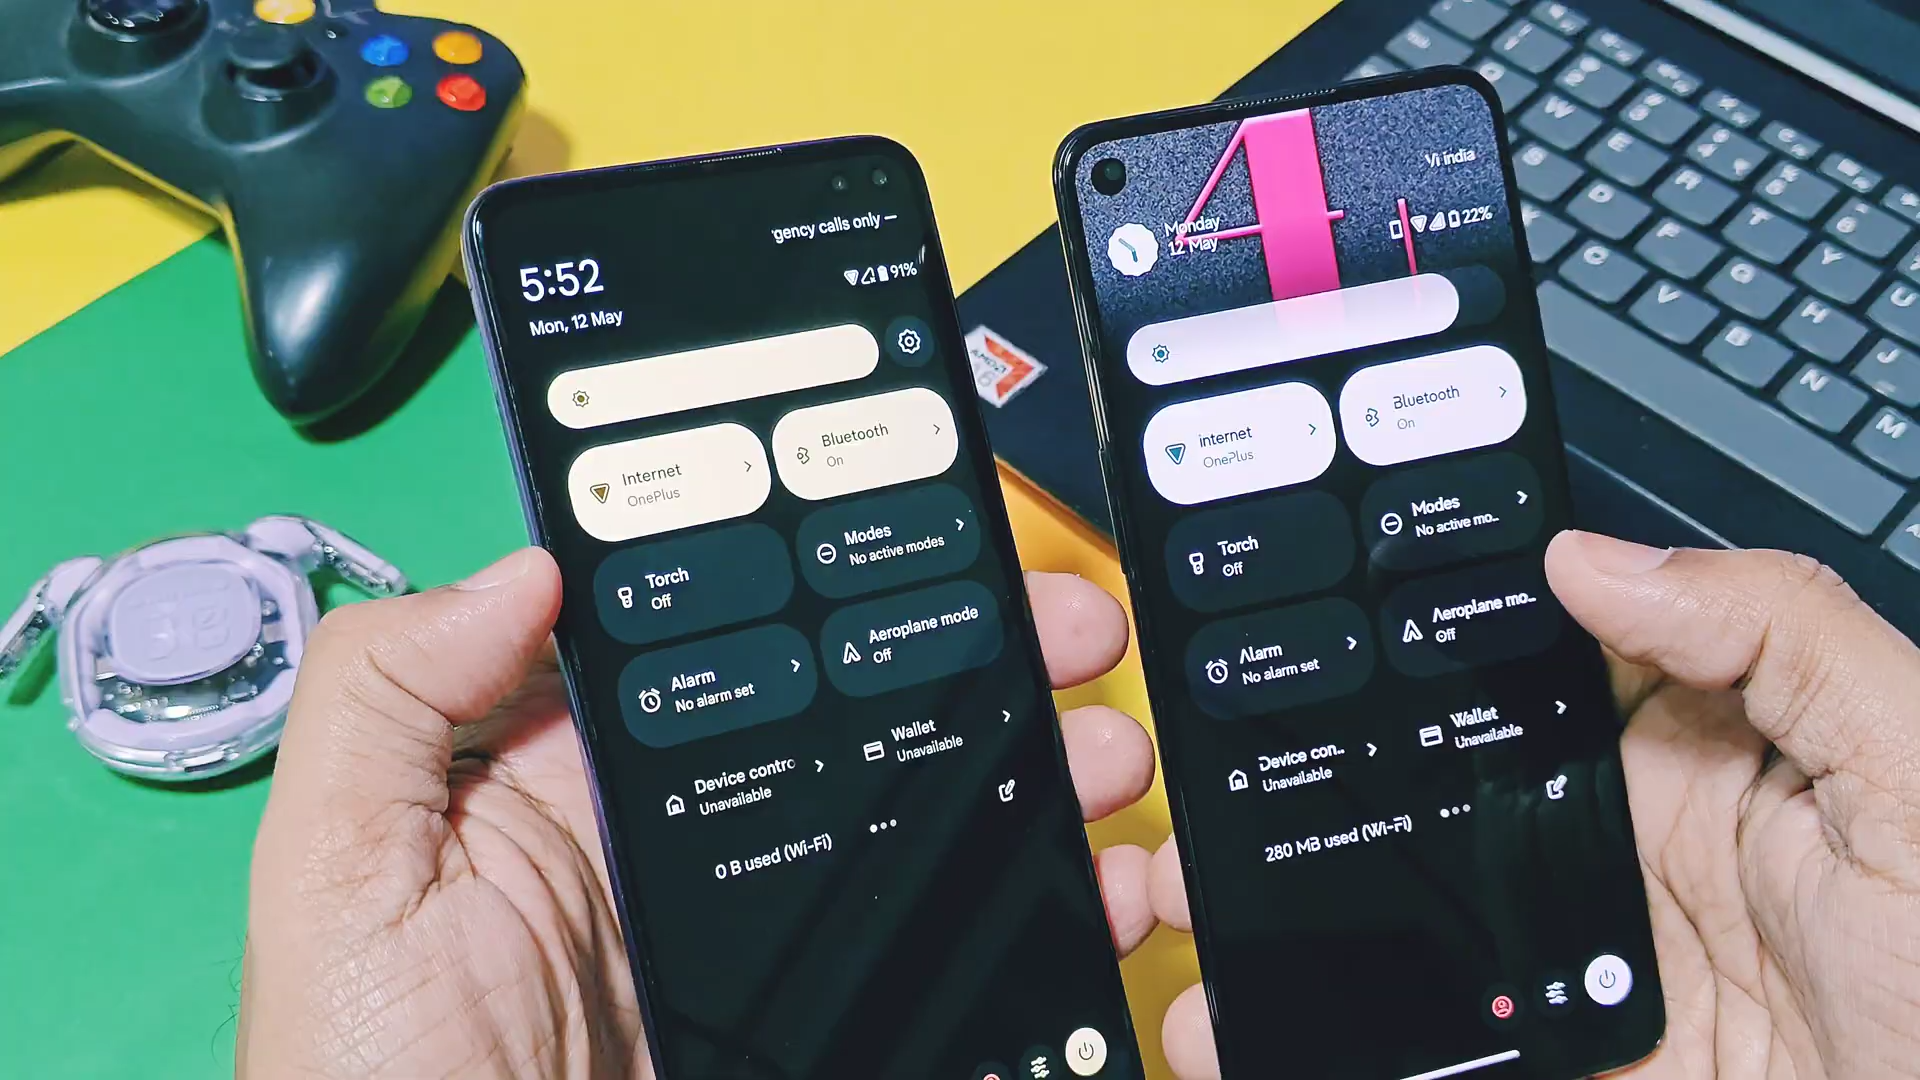 'gency calls only —
5:52
91%
Mon, 12 May
Internet
OnePlus
Bluetooth
On
Torch
Off
Modes
No active modes
Alarm
No alarm set
Aeroplane mode
Off
Device contro
Unavailable
Wallet
Unavailable
0 B used (Wi-Fi)
Vi India
Monday
12 May
22%
internet
OnePlus
Bluetooth
On
Torch
Off
Modes
No active mo...
Alarm
No alarm set
Aeroplane mo...
Off
Device con...
Unavailable
Wallet
Unavailable
280 MB used (Wi-Fi)
AMD